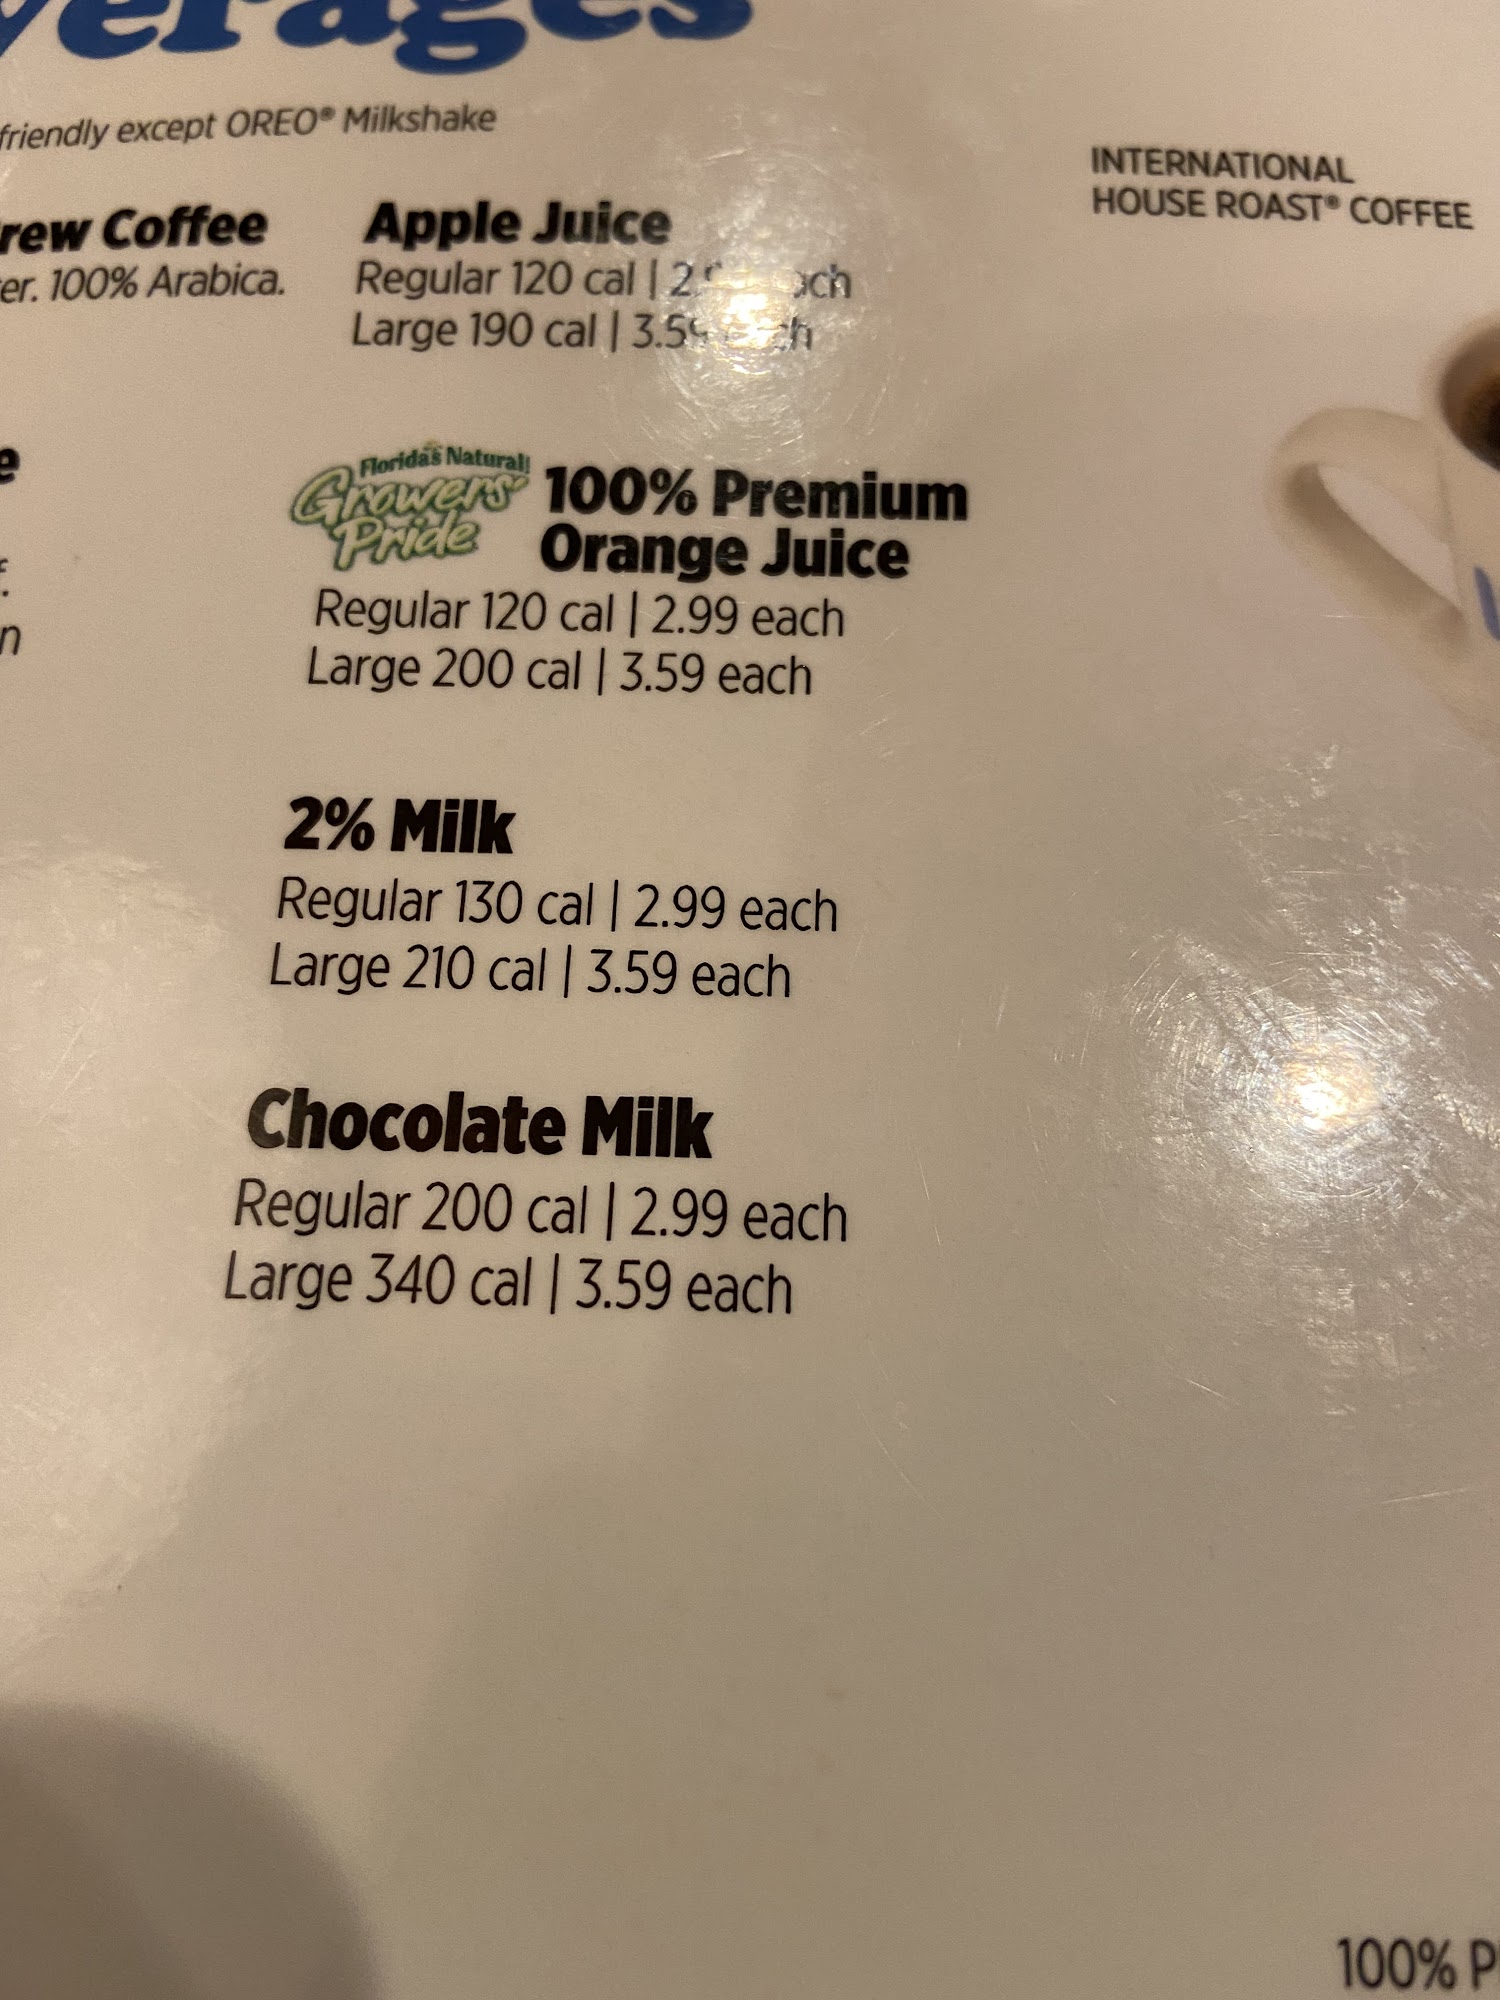 friendly except OREO® Milkshake
INTERNATIONAL
HOUSE ROAST® COFFEE
Coffee
100% Arabica.
Apple Juice
Regular 120 cal |
Large 190 cal |
Florida's Natural
Growers' Pride
100% Premium
Orange Juice
Regular 120 cal | 2.99 each
Large 200 cal | 3.59 each
2% Milk
Regular 130 cal | 2.99 each
Large 210 cal | 3.59 each
Chocolate Milk
Regular 200 cal | 2.99 each
Large 340 cal | 3.59 each
100%